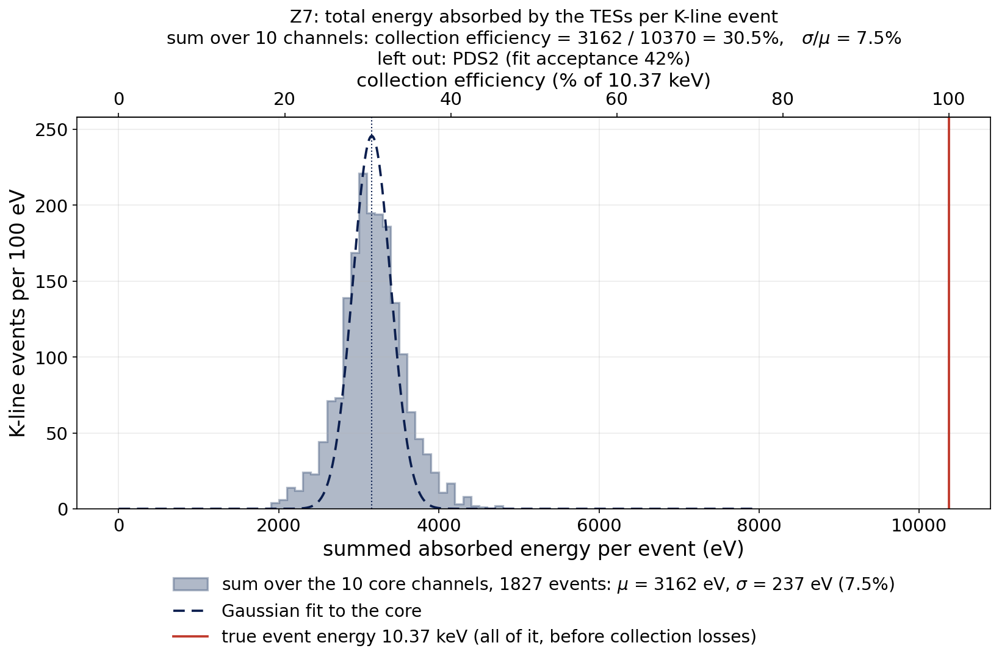 Z7: total energy absorbed by the TESs per K-line event
sum over 10 channels: collection efficiency = 3162 / 10370 = 30.5%, σ/μ = 7.5%
left out: PDS2 (fit acceptance 42%)
collection efficiency (% of 10.37 keV)
0 20 40 60 80 100
K-line events per 100 eV
250
200
150
100
50
0
0 2000 4000 6000 8000 10000
summed absorbed energy per event (eV)
sum over the 10 core channels, 1827 events: μ = 3162 eV, σ = 237 eV (7.5%)
Gaussian fit to the core
true event energy 10.37 keV (all of it, before collection losses)